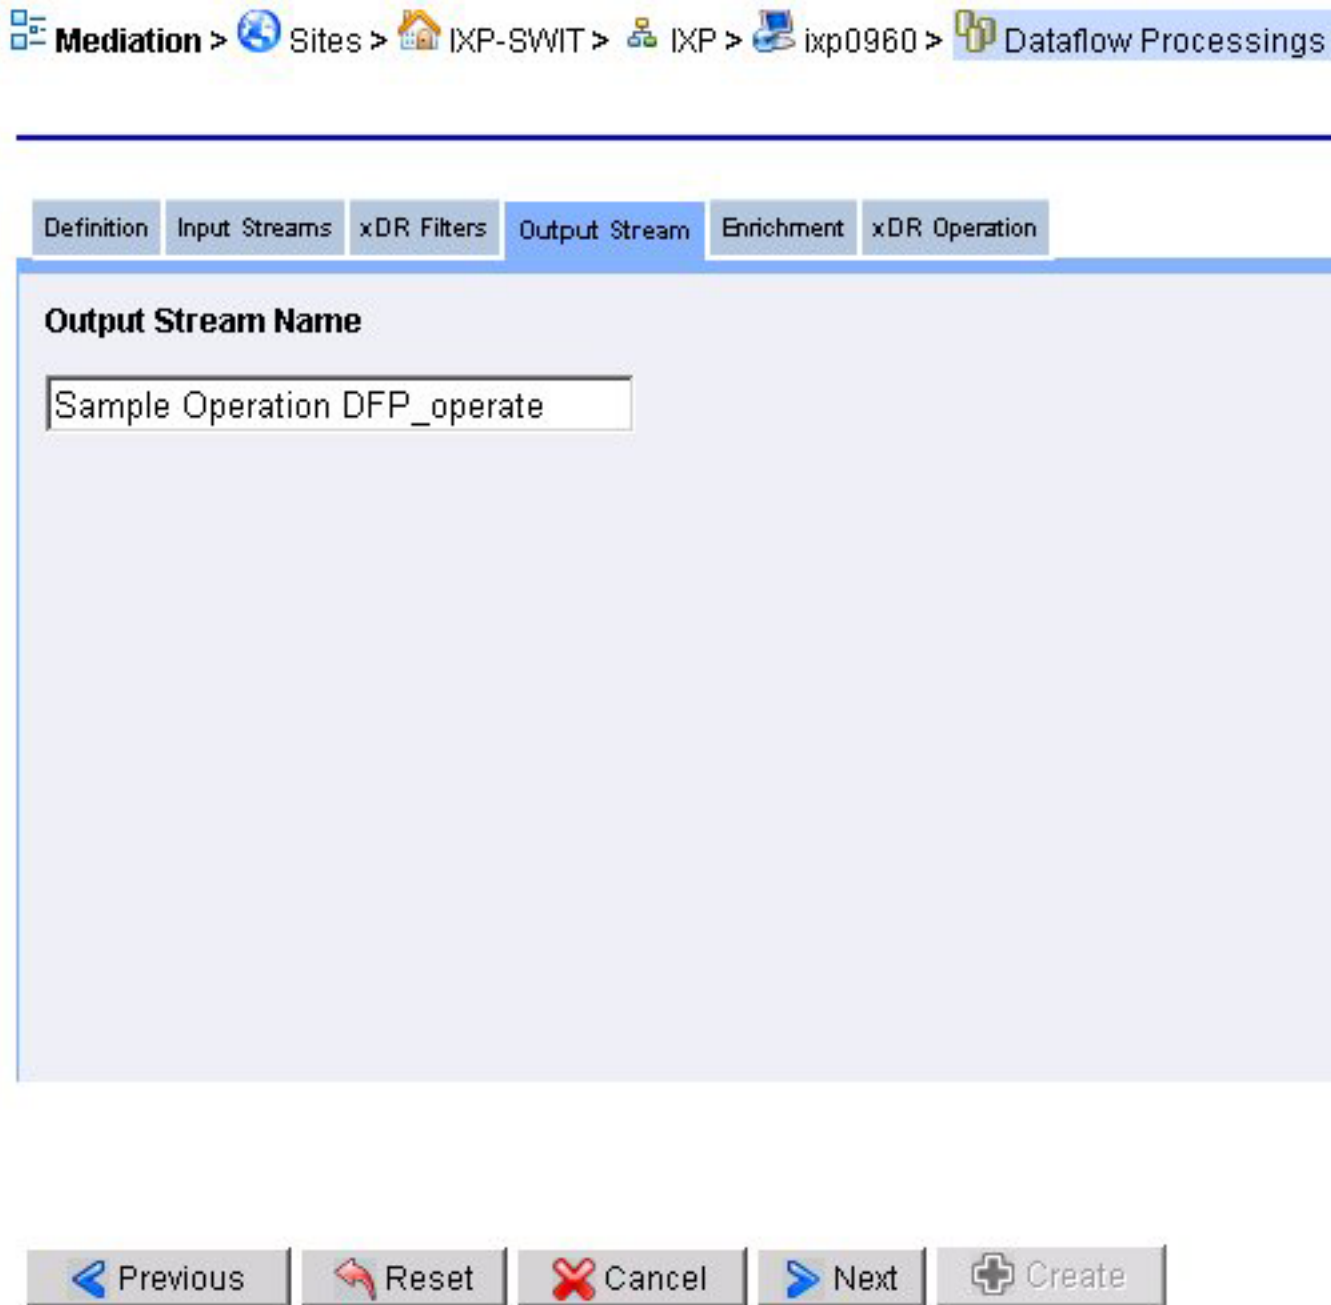 Mediation > Sites > IXP-SWIT > IXP > ixp0960 > Dataflow Processings
Definition Input Streams xDR Filters Output Stream Enrichment xDR Operation
Output Stream Name
Sample Operation DFP_operate
Previous Reset Cancel Next Create